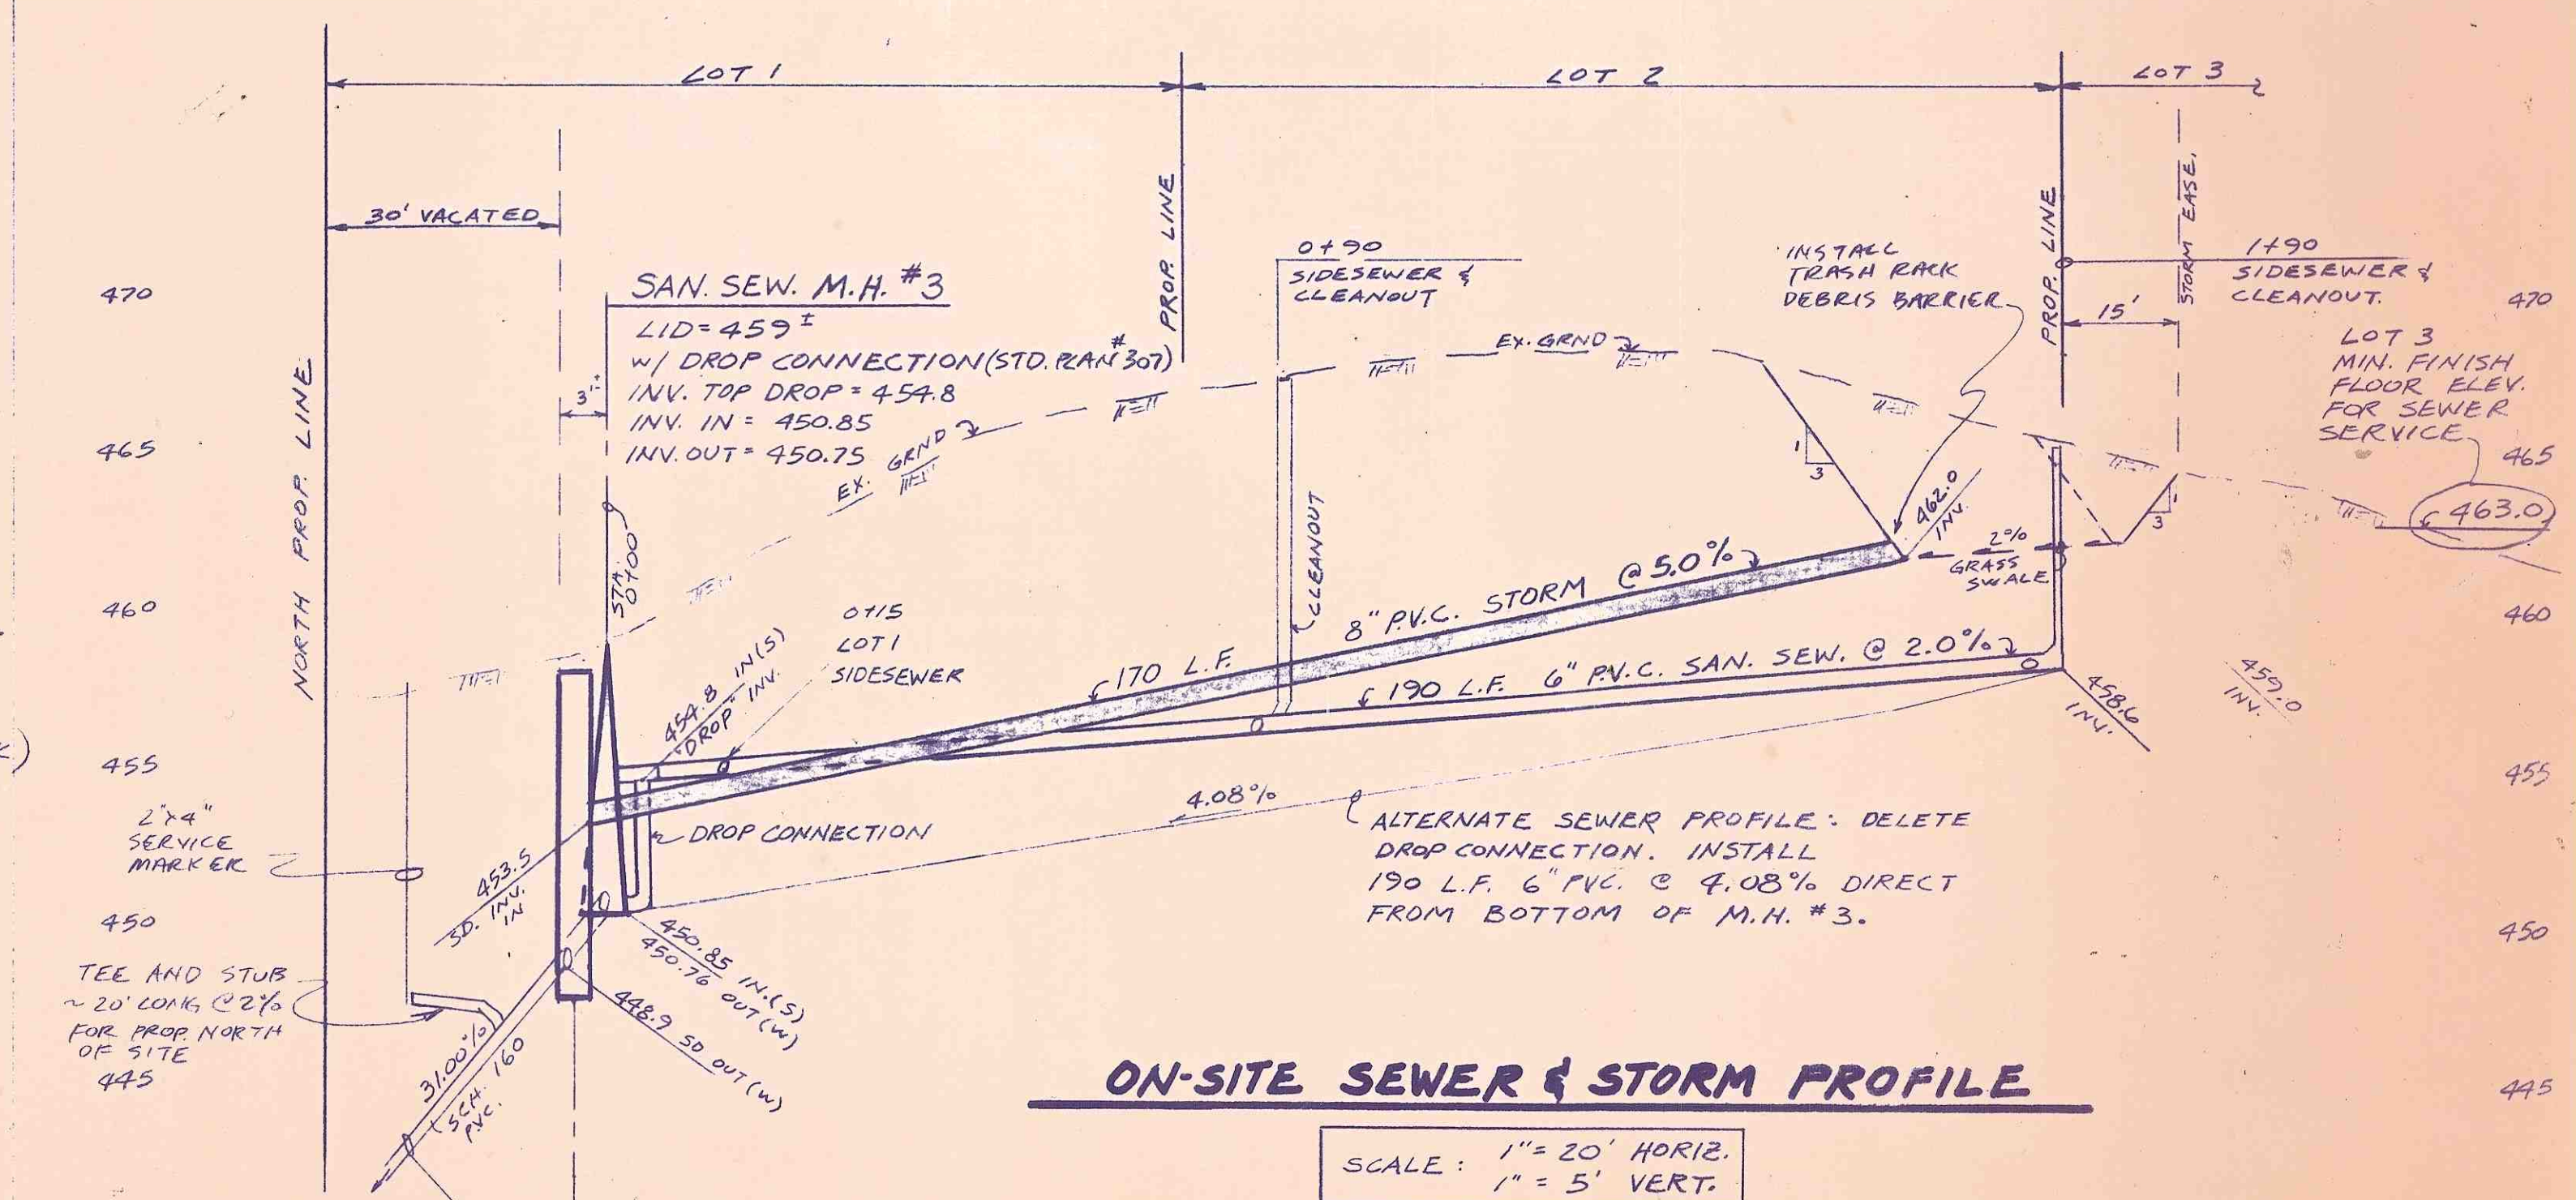 LOT 1
LOT 2
LOT 3
30' VACATED
PROP. LINE
PROP. LINE
STORM EASE.
NORTH PROP. LINE
470
465
460
455
450
445
SAN. SEW. M.H. #3
LID = 459 ±
W/ DROP CONNECTION (STD. PLAN #307)
INV. TOP DROP = 454.8
INV. IN = 450.85
INV. OUT = 450.75
3'±
STA. 0+00
EX. GRND
0+90
SIDESEWER &
CLEANOUT
EX. GRND
INSTALL
TRASH RACK
DEBRIS BARRIER
1+90
SIDESEWER &
CLEANOUT.
15'
470
LOT 3
MIN. FINISH
FLOOR ELEV.
FOR SEWER
SERVICE
465
463.0
460
455
450
445
1
3
3
462.0
INV.
2%
GRASS
SWALE
CLEANOUT
8" P.V.C. STORM @ 5.0%
170 L.F.
190 L.F. 6" P.V.C. SAN. SEW. @ 2.0%
458.6
INV.
459.0
INV.
0+15
LOT 1
SIDESEWER
454.8 IN(S)
"DROP" INV.
DROP CONNECTION
4.08%
ALTERNATE SEWER PROFILE: DELETE
DROP CONNECTION. INSTALL
190 L.F. 6" PVC. @ 4.08% DIRECT
FROM BOTTOM OF M.H. #3.
2"x4"
SERVICE
MARKER
453.5
SD. INV.
IN
TEE AND STUB
~ 20' LONG @ 2%
FOR PROP. NORTH
OF SITE
450.85 IN.(S)
450.76 OUT (W)
448.9 SD OUT (W)
31.00%
SCH. 160
P.V.C.
ON-SITE SEWER & STORM PROFILE
SCALE: 1" = 20' HORIZ.
1" = 5' VERT.